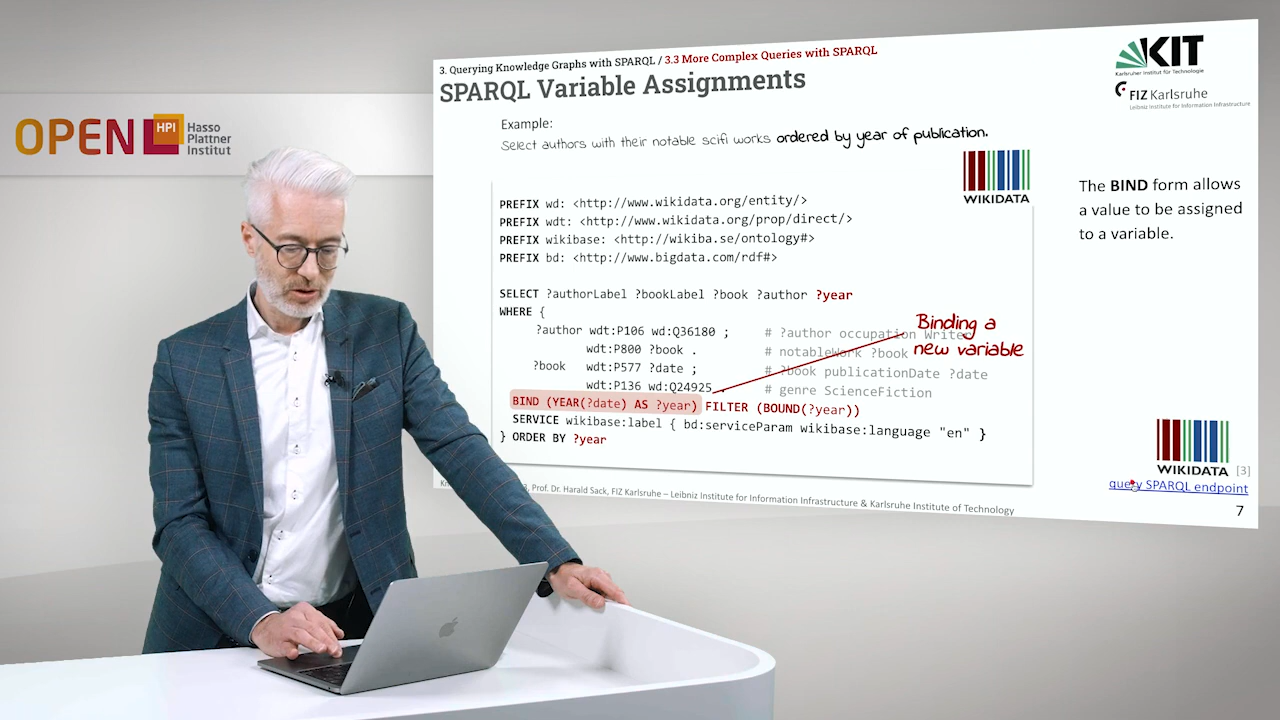 OPEN HPI Hasso
Plattner
Institut
3. Querying Knowledge Graphs with SPARQL / 3.3 More Complex Queries with SPARQL
SPARQL Variable Assignments
KIT
Karlsruher Institut für Technologie
FIZ Karlsruhe
Leibniz Institute for Information Infrastructure
Example:
Select authors with their notable scifi works ordered by year of publication.
WIKIDATA
The BIND form allows
a value to be assigned
to a variable.
PREFIX wd: <http://www.wikidata.org/entity/>
PREFIX wdt: <http://www.wikidata.org/prop/direct/>
PREFIX wikibase: <http://wikiba.se/ontology#>
PREFIX bd: <http://www.bigdata.com/rdf#>
SELECT ?authorLabel ?bookLabel ?book ?author ?year
WHERE {
?author wdt:P106 wd:Q36180 ; # ?author occupation Writer
wdt:P800 ?book . # notableWork ?book
?book wdt:P577 ?date ; # ?book publicationDate ?date
wdt:P136 wd:Q24925 # genre ScienceFiction
BIND (YEAR(?date) AS ?year) FILTER (BOUND(?year))
SERVICE wikibase:label { bd:serviceParam wikibase:language "en" }
} ORDER BY ?year
Binding a
new variable
WIKIDATA [3]
query SPARQL endpoint
Prof. Dr. Harald Sack, FIZ Karlsruhe – Leibniz Institute for Information Infrastructure & Karlsruhe Institute of Technology
7